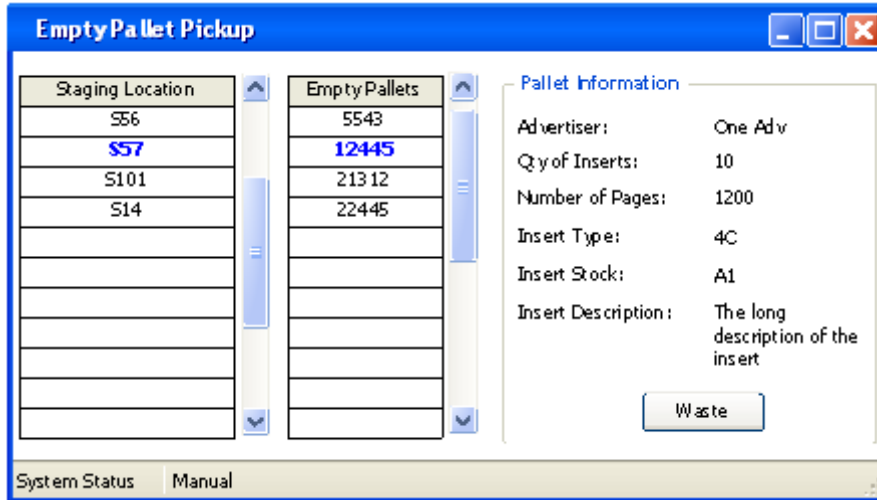 Empty Pallet Pickup
Staging Location
S56
S57
S101
S14
Empty Pallets
5543
12445
21312
22445
Pallet Information
Advertiser: One Adv
Qty of Inserts: 10
Number of Pages: 1200
Insert Type: 4C
Insert Stock: A1
Insert Description: The long
description of the
insert
Waste
System Status Manual